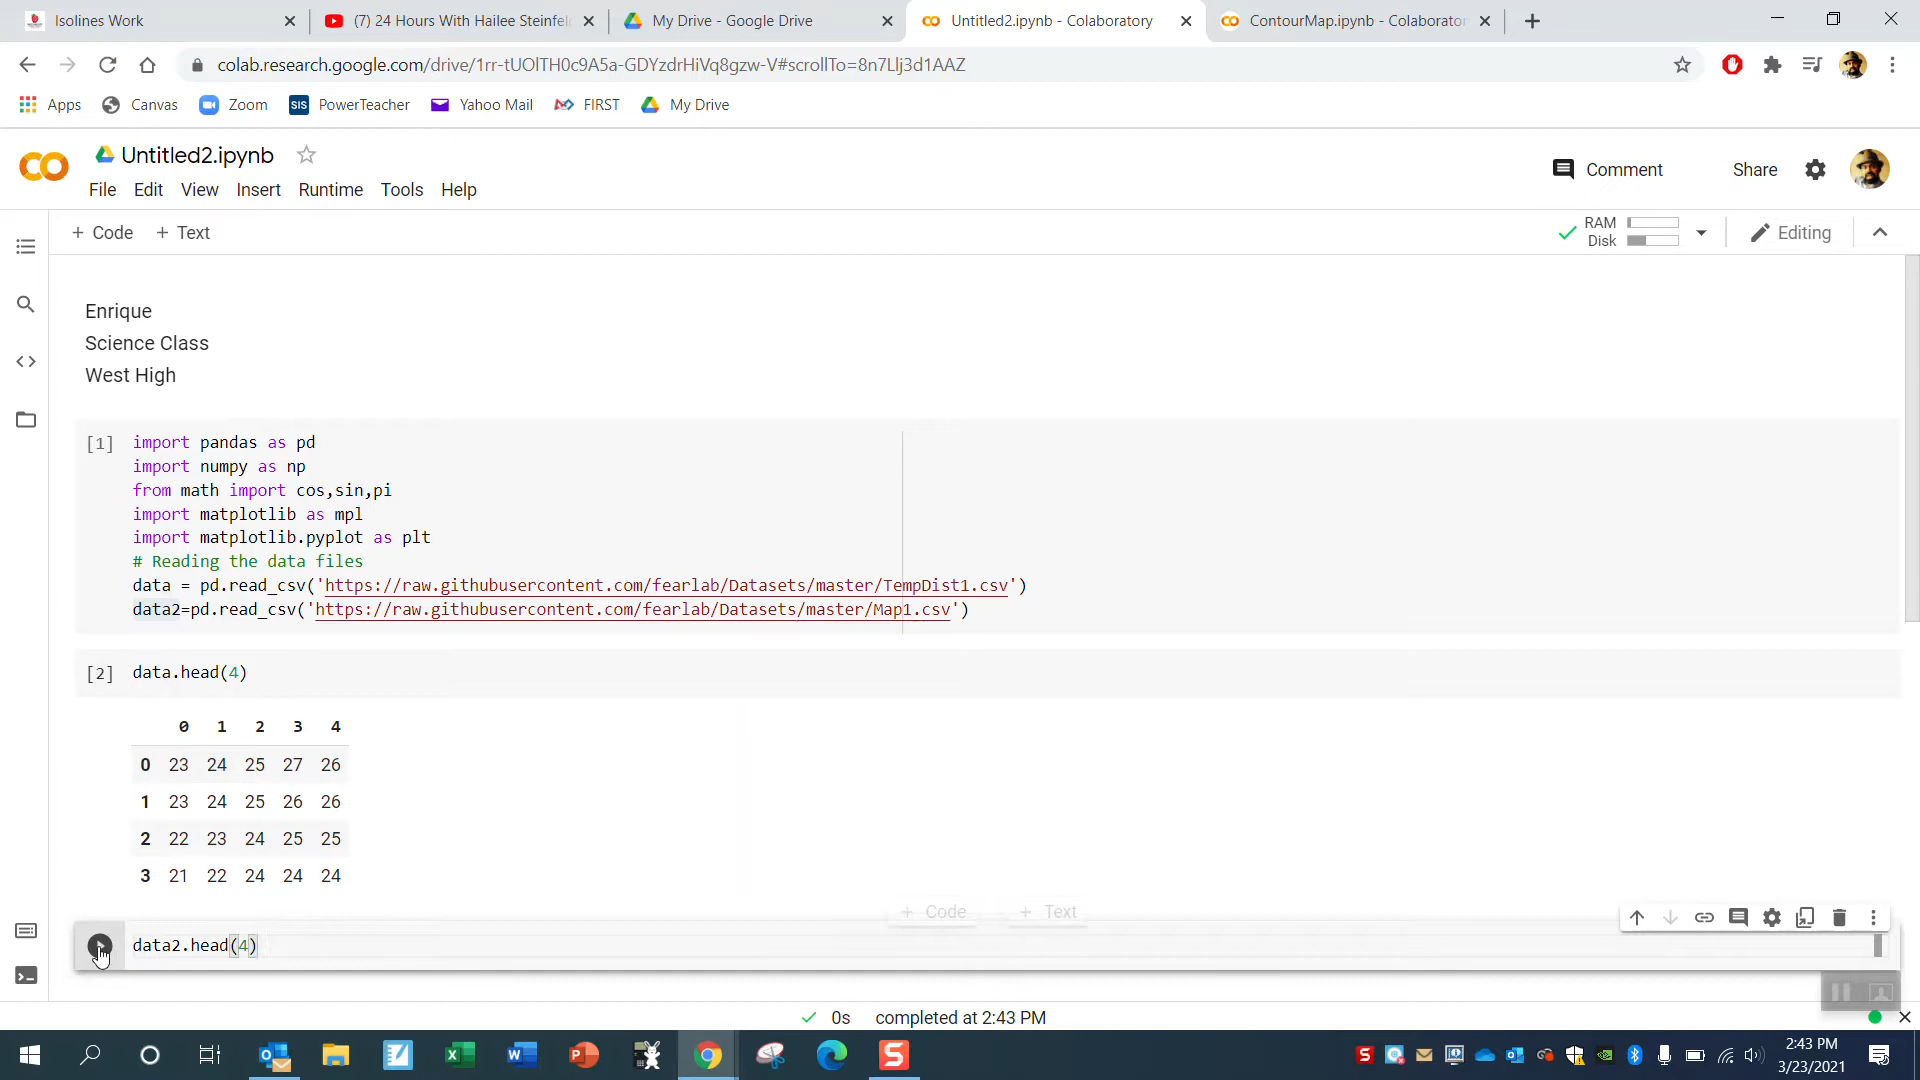 Isolines Work
(7) 24 Hours With Hailee Steinfel
My Drive - Google Drive
Untitled2.ipynb - Colaboratory
ContourMap.ipynb - Colaborator
colab.research.google.com/drive/1rr-tUOlTH0c9A5a-GDYzdrHiVq8gzw-V#scrollTo=8n7Llj3d1AAZ
Apps
Canvas
Zoom
SIS
PowerTeacher
Yahoo Mail
FIRST
My Drive
Untitled2.ipynb
File Edit View Insert Runtime Tools Help
Comment
Share
+ Code + Text
RAM
Disk
Editing
Enrique
Science Class
West High
[1] import pandas as pd
import numpy as np
from math import cos,sin,pi
import matplotlib as mpl
import matplotlib.pyplot as plt
# Reading the data files
data = pd.read_csv('https://raw.githubusercontent.com/fearlab/Datasets/master/TempDist1.csv')
data2=pd.read_csv('https://raw.githubusercontent.com/fearlab/Datasets/master/Map1.csv')
[2] data.head(4)
0 1 2 3 4
0 23 24 25 27 26
1 23 24 25 26 26
2 22 23 24 25 25
3 21 22 24 24 24
+ Code + Text
data2.head(4)
0s completed at 2:43 PM
2:43 PM
3/23/2021